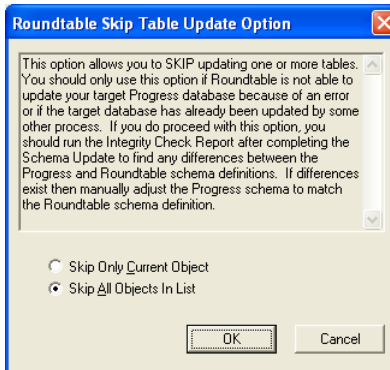 Roundtable Skip Table Update Option
This option allows you to SKIP updating one or more tables.
You should only use this option if Roundtable is not able to
update your target Progress database because of an error
or if the target database has already been updated by some
other process.  If you do proceed with this option, you
should run the Integrity Check Report after completing the
Schema Update to find any differences between the
Progress and Roundtable schema definitions.  If differences
exist then manually adjust the Progress schema to match
the Roundtable schema definition.
Skip Only Current Object
Skip All Objects In List
OK
Cancel